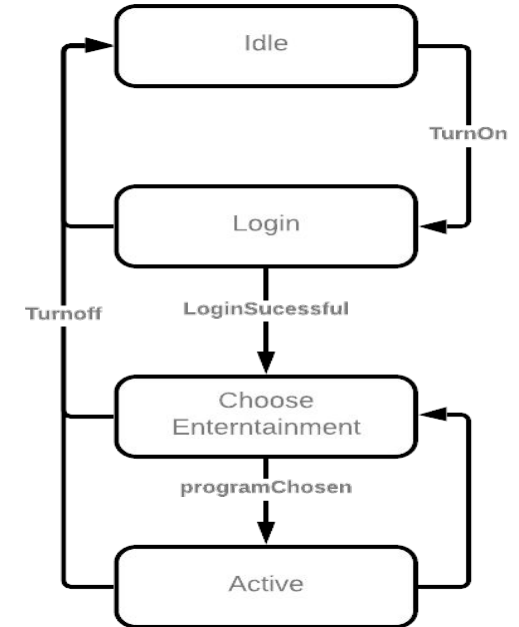 Idle
TurnOn
Login
Turnoff
LoginSucessful
Choose
Enterntainment
programChosen
Active